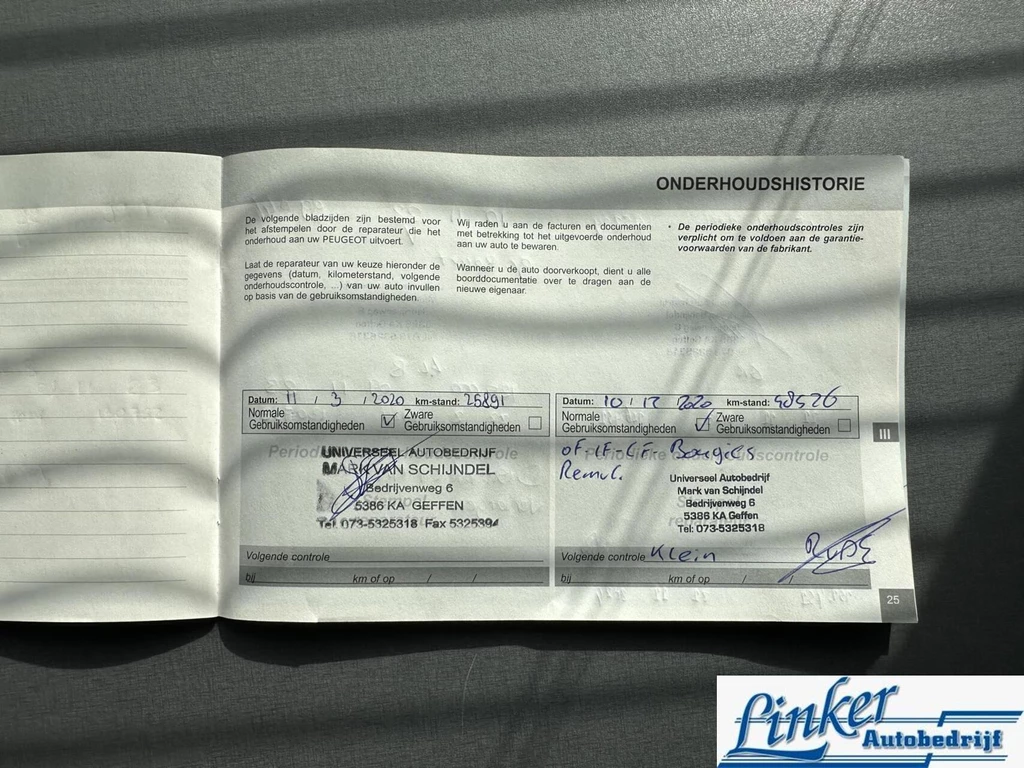 ONDERHOUDSHISTORIE
De volgende bladzijden zijn bestemd voor
het afstempelen door de reparateur die het
onderhoud aan uw PEUGEOT uitvoert.
Laat de reparateur van uw keuze hieronder de
gegevens (datum, kilometerstand, volgende
onderhoudscontrole, ...) van uw auto invullen
op basis van de gebruiksomstandigheden.
Wij raden u aan de facturen en documenten
met betrekking tot het uitgevoerde onderhoud
aan uw auto te bewaren.
Wanneer u de auto doorverkoopt, dient u alle
boorddocumentatie over te dragen aan de
nieuwe eigenaar.
• De periodieke onderhoudscontroles zijn
verplicht om te voldoen aan de garantie-
voorwaarden van de fabrikant.
Datum: 11 / 3 / 2020 km-stand: 25891
Normale
Gebruiksomstandigheden
Zware
Gebruiksomstandigheden
UNIVERSEEL AUTOBEDRIJF
MARK VAN SCHIJNDEL
Bedrijvenweg 6
5386 KA GEFFEN
Tel. 073-5325318 Fax 5325394
Volgende controle
bij km of op / /
Datum: 10 / 12 2020 km-stand: 48526
Normale
Gebruiksomstandigheden
Zware
Gebruiksomstandigheden
Bougies
Universeel Autobedrijf
Mark van Schijndel
Bedrijvenweg 6
5386 KA Geffen
Tel: 073-5325318
Volgende controle Klein
bij km of op / /
III
25
Linker
Autobedrijf